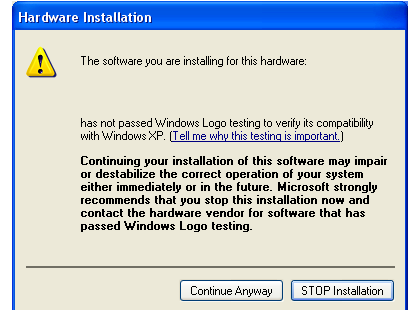 Hardware Installation
The software you are installing for this hardware:
has not passed Windows Logo testing to verify its compatibility
with Windows XP. (Tell me why this testing is important.)
Continuing your installation of this software may impair
or destabilize the correct operation of your system
either immediately or in the future. Microsoft strongly
recommends that you stop this installation now and
contact the hardware vendor for software that has
passed Windows Logo testing.
Continue Anyway
STOP Installation